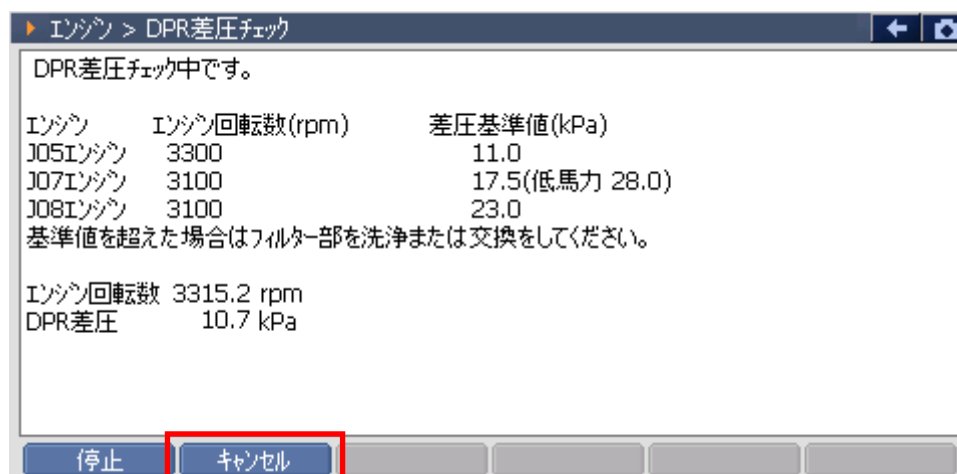 エンジン > DPR差圧チェック
DPR差圧チェック中です。
エンジン エンジン回転数(rpm) 差圧基準値(kPa)
J05エンジン 3300 11.0
J07エンジン 3100 17.5(低馬力 28.0)
J08エンジン 3100 23.0
基準値を超えた場合はフィルター部を洗浄または交換をしてください。
エンジン回転数 3315.2 rpm
DPR差圧 10.7 kPa
停止 キャンセル